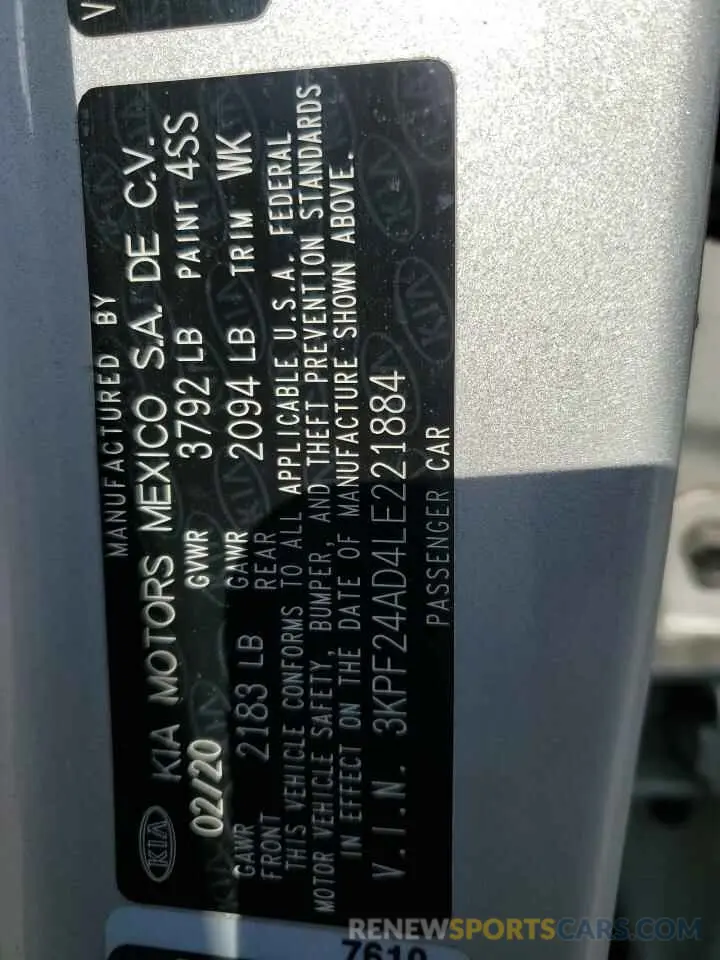 V
MANUFACTURED BY
KIA KIA MOTORS MEXICO S.A. DE C.V.
02/20 GVWR 3792 LB PAINT 4SS
GAWR FRONT 2183 LB GAWR REAR 2094 LB TRIM WK
THIS VEHICLE CONFORMS TO ALL APPLICABLE U.S.A. FEDERAL
MOTOR VEHICLE SAFETY, BUMPER, AND THEFT PREVENTION STANDARDS
IN EFFECT ON THE DATE OF MANUFACTURE SHOWN ABOVE.
V.I.N. 3KPF24AD4LE221884
PASSENGER CAR
7610
RENEWSPORTSCARS.COM